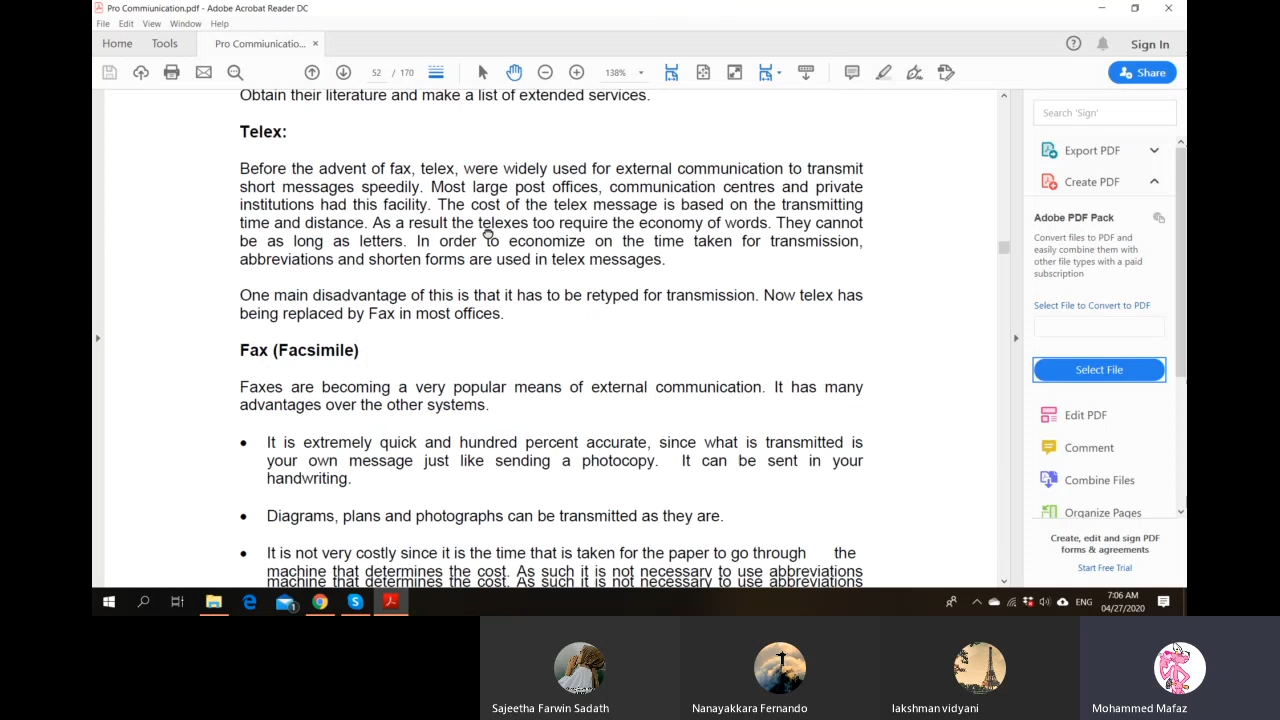 Pro Commiunication.pdf - Adobe Acrobat Reader DC
File Edit View Window Help
Home Tools Pro Commiunicatio... ×
Sign In
52 / 170 138% Share
Obtain their literature and make a list of extended services.
Telex:
Before the advent of fax, telex, were widely used for external communication to transmit
short messages speedily. Most large post offices, communication centres and private
institutions had this facility. The cost of the telex message is based on the transmitting
time and distance. As a result the telexes too require the economy of words. They cannot
be as long as letters. In order to economize on the time taken for transmission,
abbreviations and shorten forms are used in telex messages.
One main disadvantage of this is that it has to be retyped for transmission. Now telex has
being replaced by Fax in most offices.
Fax (Facsimile)
Faxes are becoming a very popular means of external communication. It has many
advantages over the other systems.
• It is extremely quick and hundred percent accurate, since what is transmitted is
your own message just like sending a photocopy. It can be sent in your
handwriting.
• Diagrams, plans and photographs can be transmitted as they are.
• It is not very costly since it is the time that is taken for the paper to go through the
machine that determines the cost. As such it is not necessary to use abbreviations
machine that determines the cost. As such it is not necessary to use abbreviations
Search 'Sign'
Export PDF
Create PDF
Adobe PDF Pack
Convert files to PDF and
easily combine them with
other file types with a paid
subscription
Select File to Convert to PDF
Select File
Edit PDF
Comment
Combine Files
Organize Pages
Create, edit and sign PDF
forms & agreements
Start Free Trial
1
ENG
7:06 AM
04/27/2020
Sajeetha Farwin Sadath
Nanayakkara Fernando
lakshman vidyani
Mohammed Mafaz